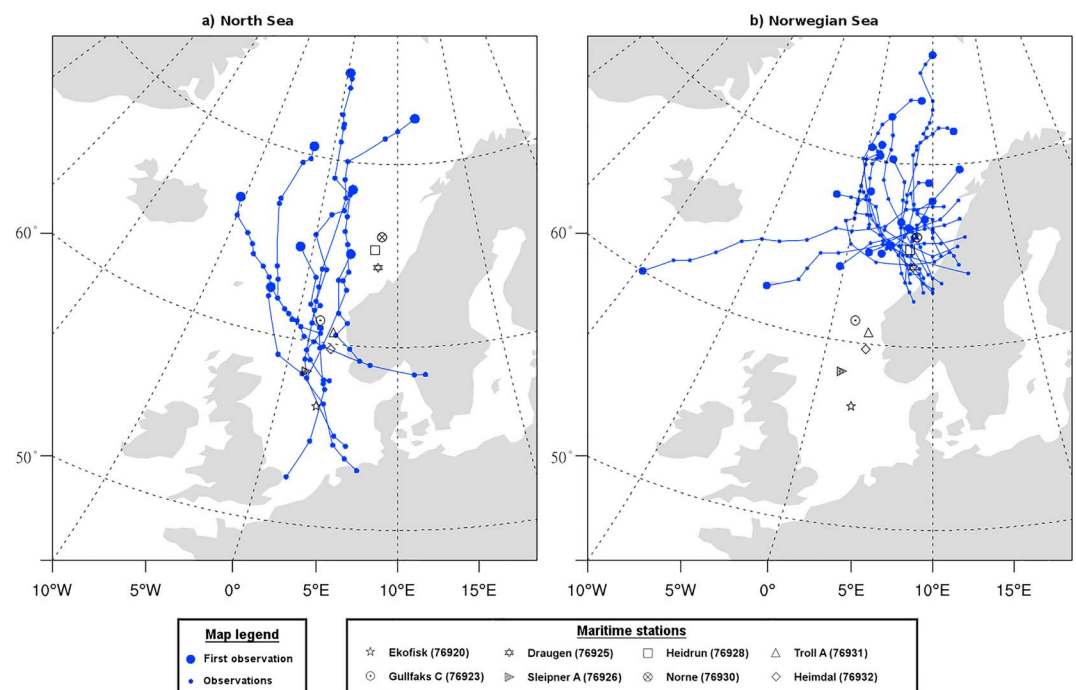 a) North Sea
b) Norwegian Sea
60°
50°
60°
50°
10°W 5°W 0° 5°E 10°E 15°E
10°W 5°W 0° 5°E 10°E 15°E
Map legend
First observation
Observations
Maritime stations
Ekofisk (76920) Draugen (76925) Heidrun (76928) Troll A (76931)
Gullfaks C (76923) Sleipner A (76926) Norne (76930) Heimdal (76932)